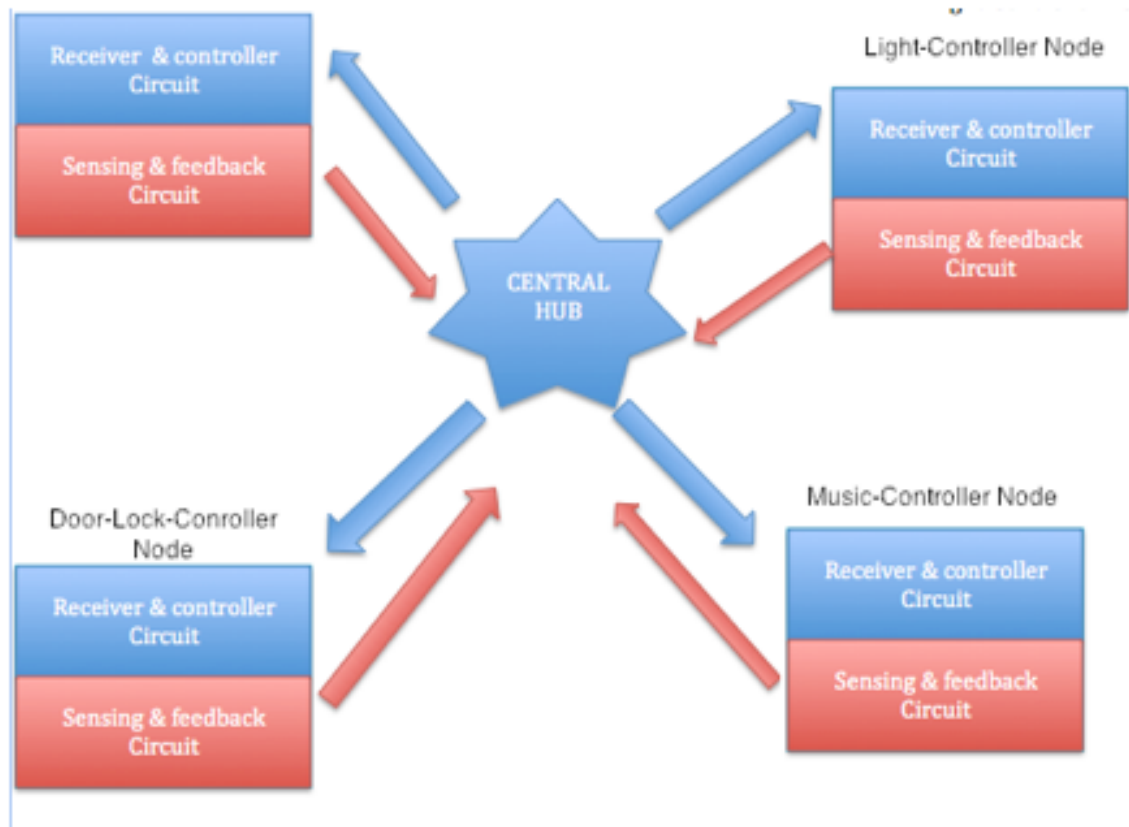 Light-Controller Node
Receiver & controller
Circuit
Sensing & feedback
Circuit
Receiver & controller
Circuit
Sensing & feedback
Circuit
CENTRAL
HUB
Door-Lock-Conroller
Node
Receiver & controller
Circuit
Sensing & feedback
Circuit
Music-Controller Node
Receiver & controller
Circuit
Sensing & feedback
Circuit